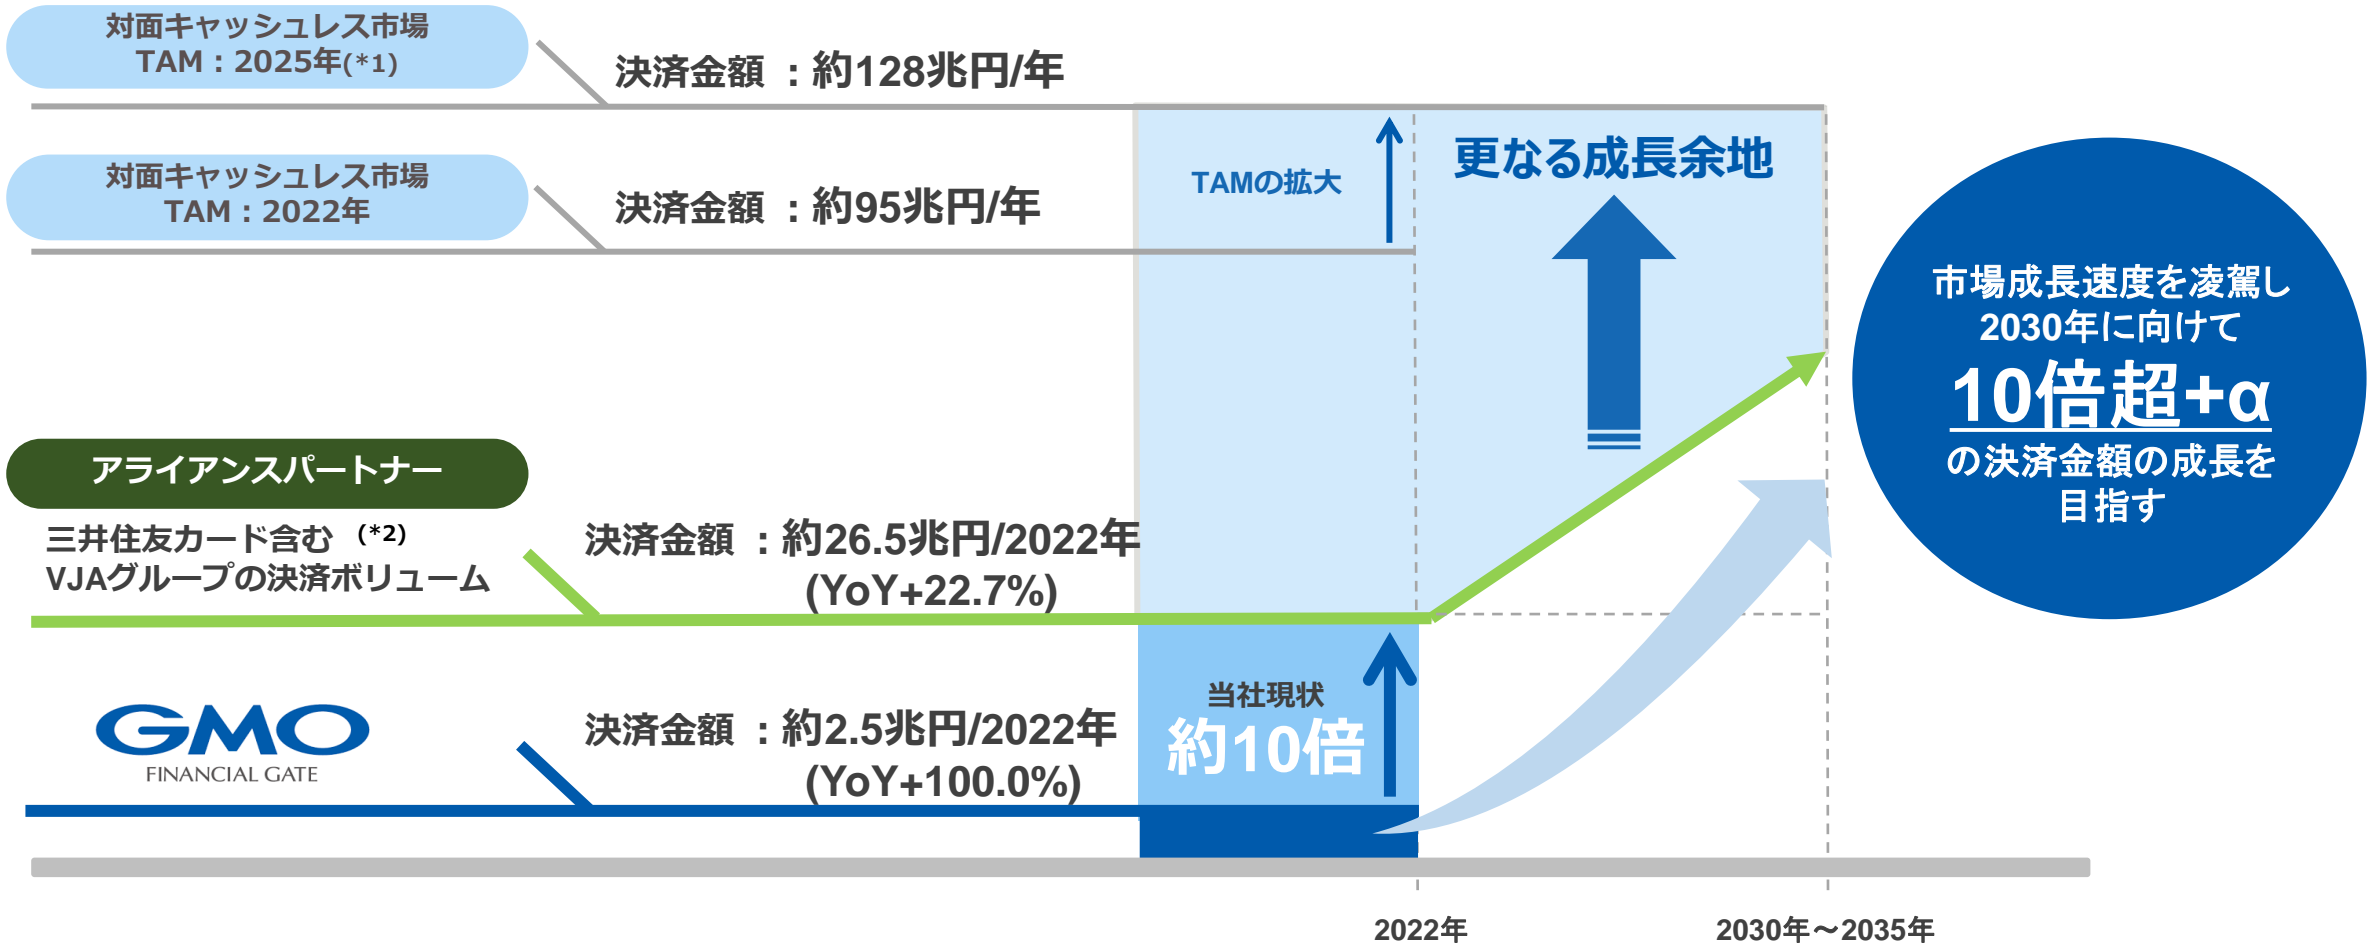 対面キャッシュレス市場
TAM：2025年(*1)
決済金額 ：約128兆円/年
対面キャッシュレス市場
TAM：2022年
決済金額 ：約95兆円/年
TAMの拡大
更なる成長余地
市場成長速度を凌駕し
2030年に向けて
10倍超+α
の決済金額の成長を
目指す
アライアンスパートナー
三井住友カード含む (*2)
VJAグループの決済ボリューム
決済金額 ：約26.5兆円/2022年
(YoY+22.7%)
GMO
FINANCIAL GATE
決済金額 ：約2.5兆円/2022年
(YoY+100.0%)
当社現状
約10倍
2022年
2030年～2035年